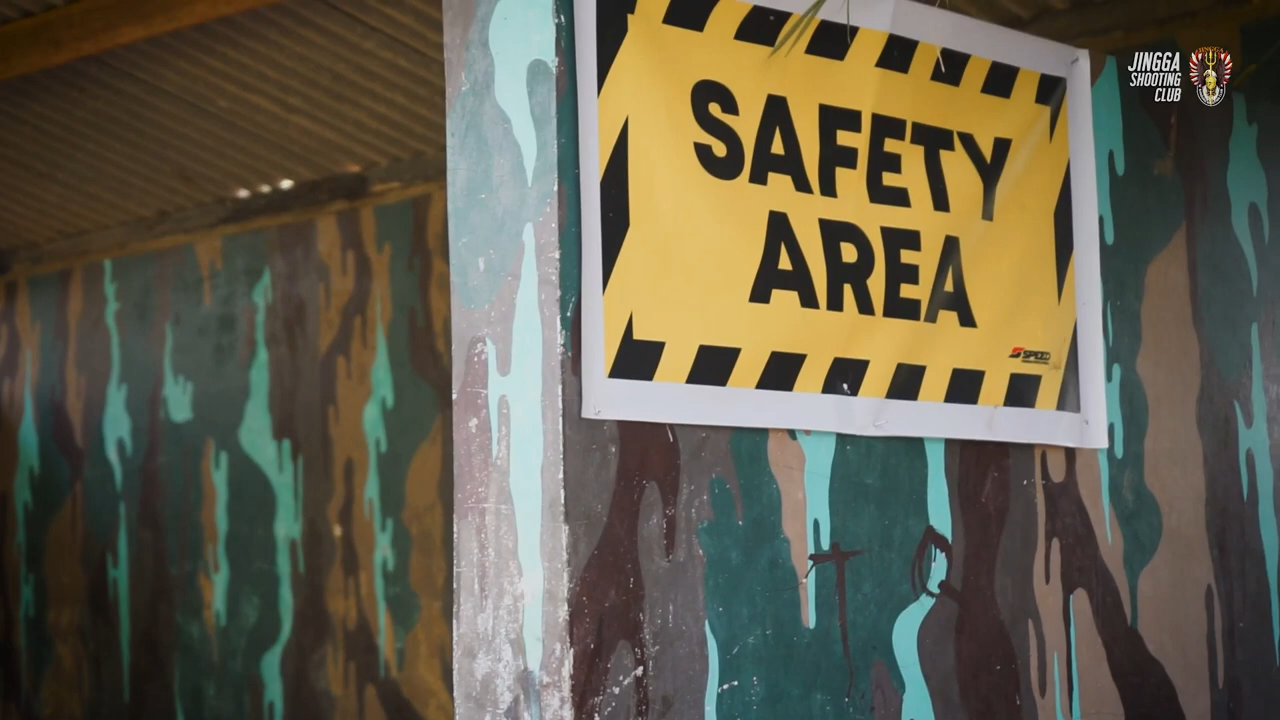 SAFETY
AREA
SPEED
JINGGA
SHOOTING
CLUB